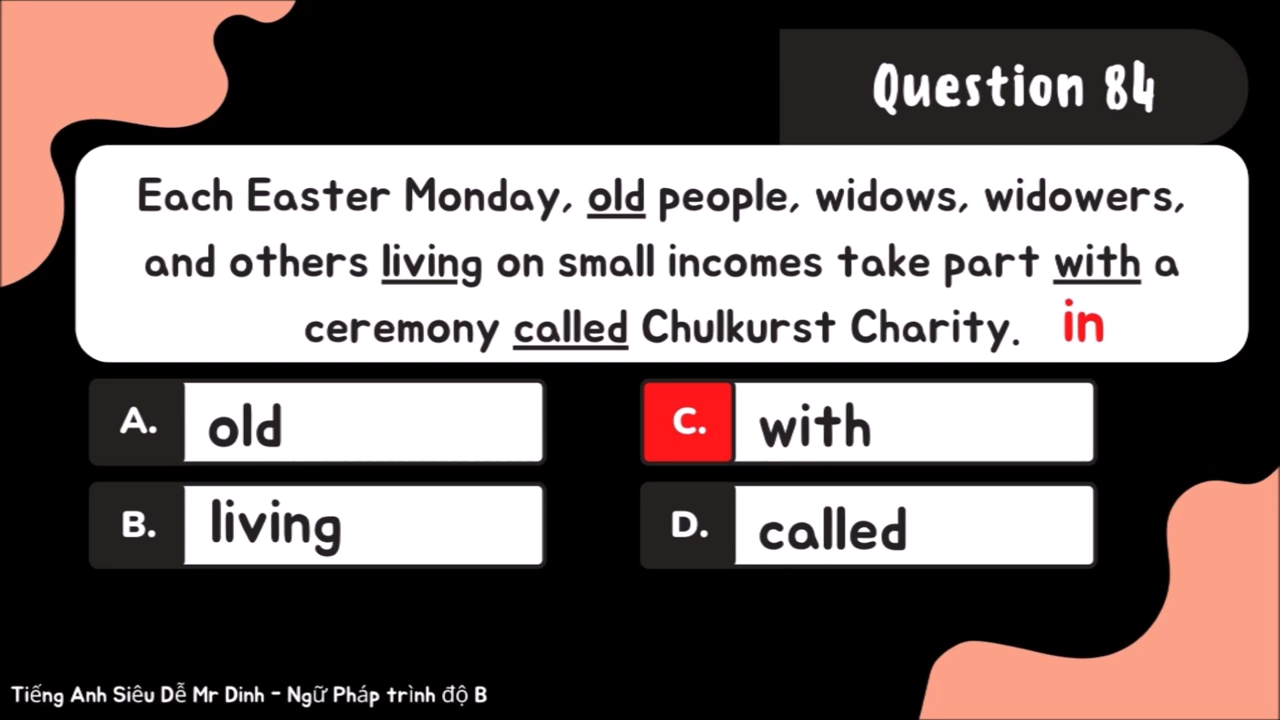 Question 84
Each Easter Monday, old people, widows, widowers,
and others living on small incomes take part with a
ceremony called Chulkurst Charity. in
A. old
C. with
B. living
D. called
Tiếng Anh Siêu Dễ Mr Dinh - Ngữ Pháp trình độ B